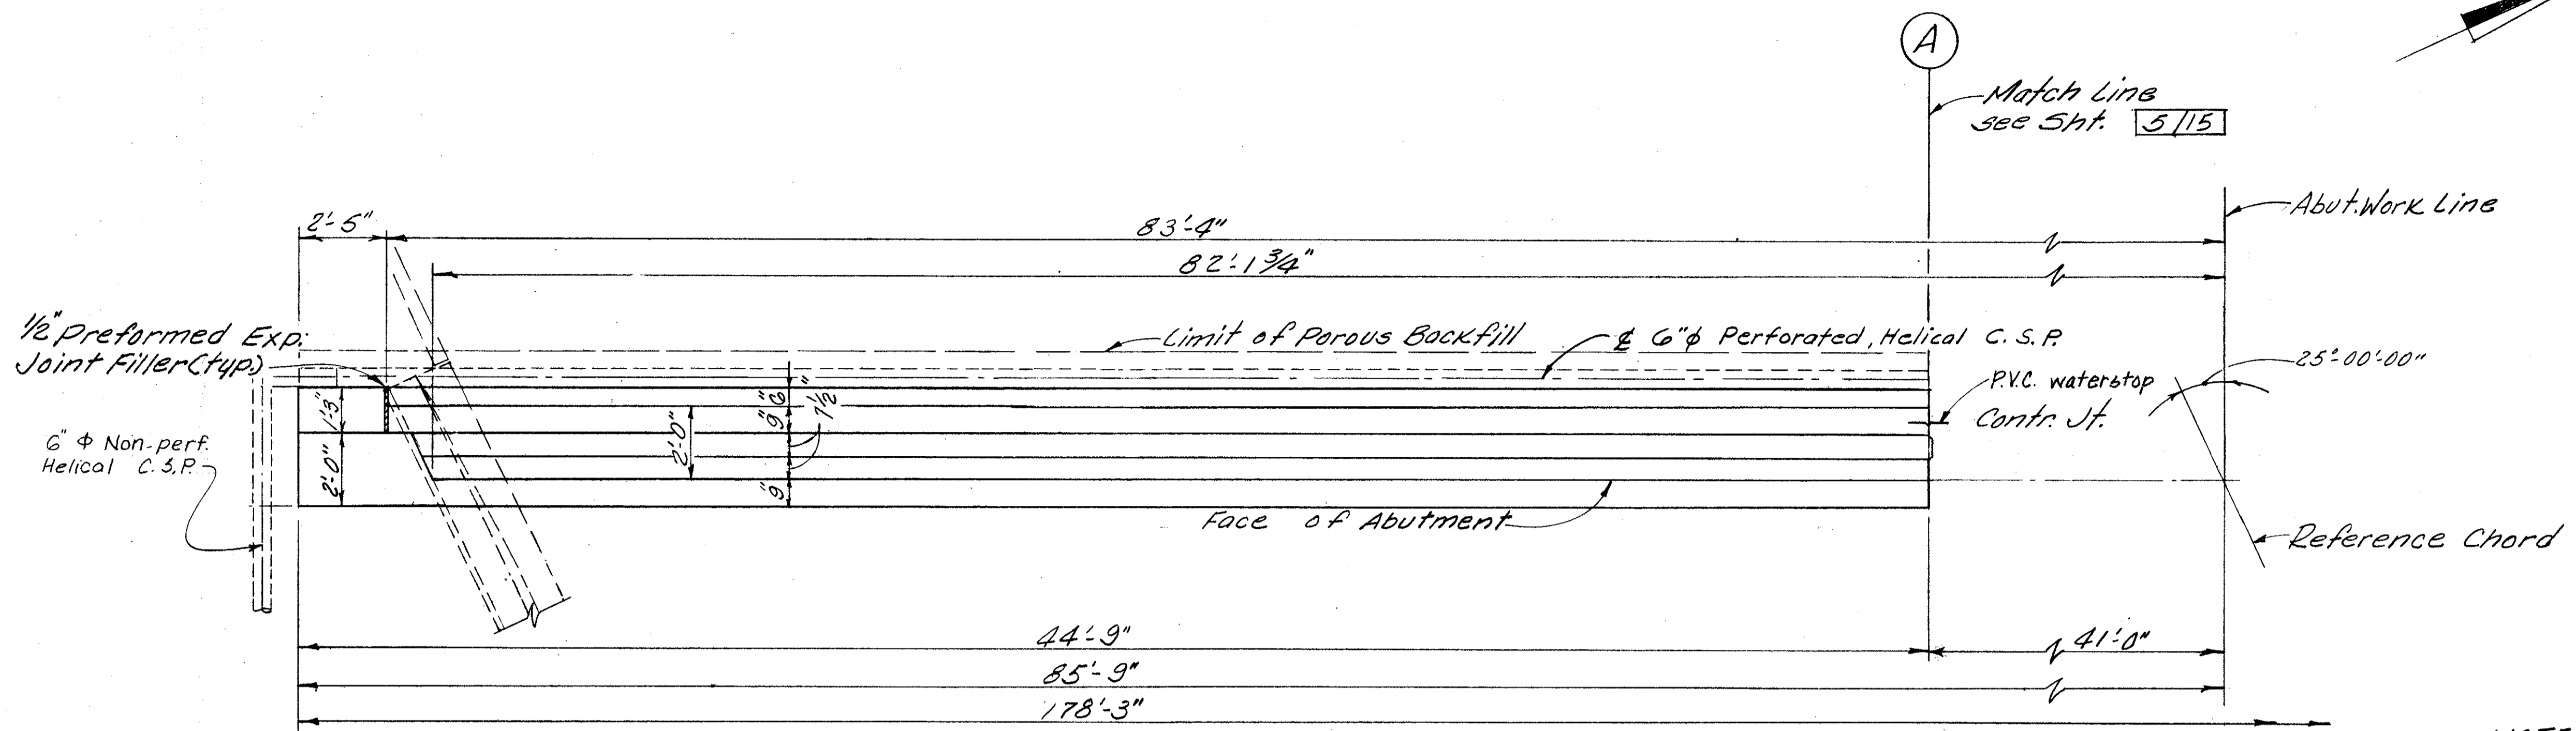 A
Match Line
see Sht. 5/15
Abut. Work Line
2'-5"
83'-4"
82'-1 3/4"
1/2" Preformed Exp.
Joint Filler (typ.)
Limit of Porous Backfill
℄ 6"ϕ Perforated, Helical C. S. P.
25°-00'-00"
P.V.C. waterstop
Contr. Jt.
1'-3"
2'-0"
2'-0"
6"
9"
7 1/2"
9"
6" ϕ Non-perf.
Helical C. S. P.
Face of Abutment
Reference Chord
44'-9"
41'-0"
85'-9"
178'-3"